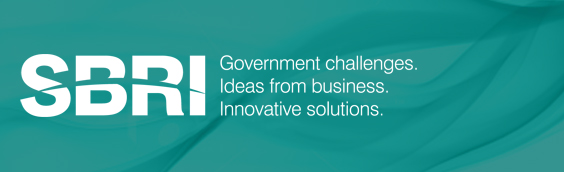 SBRI
Government challenges.
Ideas from business.
Innovative solutions.